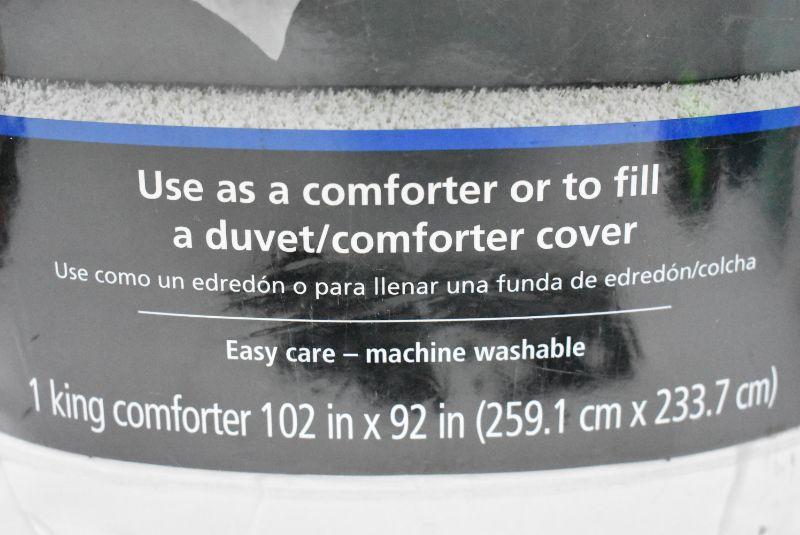 Use as a comforter or to fill
a duvet/comforter cover
Use como un edredón o para llenar una funda de edredón/colcha
Easy care – machine washable
1 king comforter 102 in x 92 in (259.1 cm x 233.7 cm)